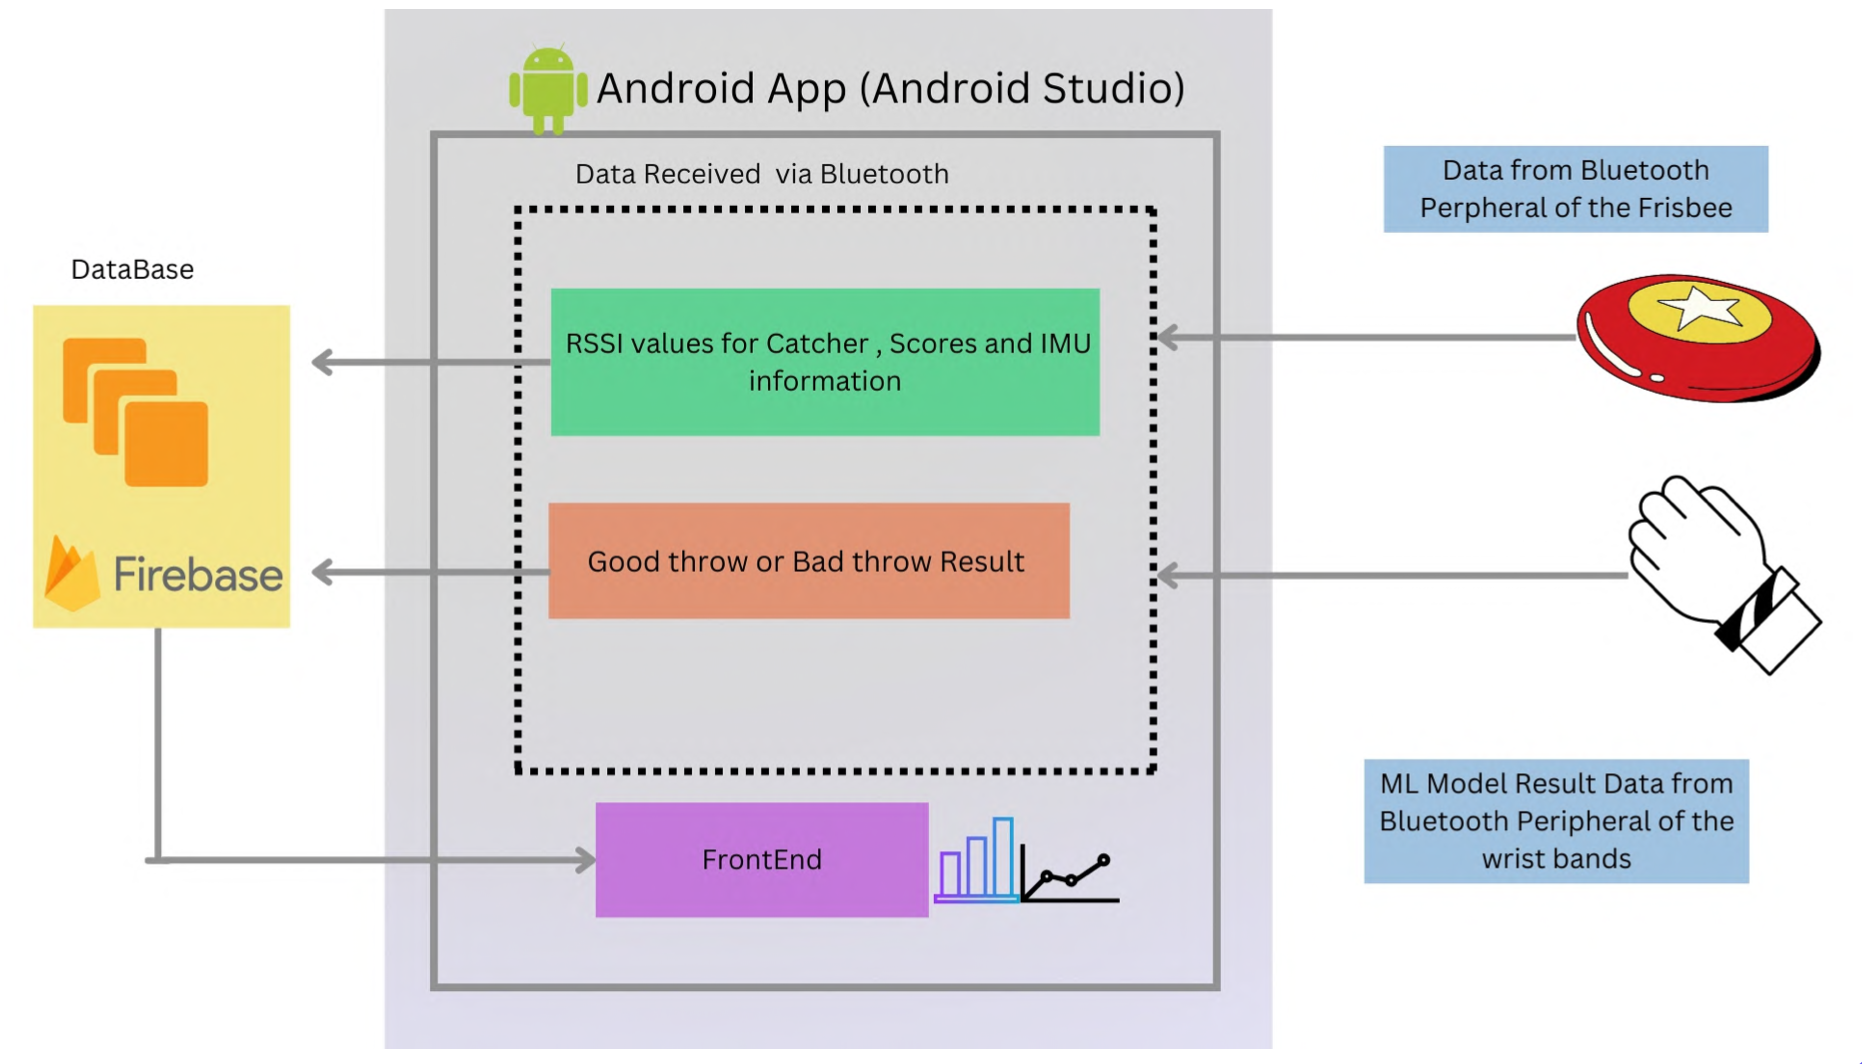 Android App (Android Studio)
Data Received via Bluetooth
Data from Bluetooth
Perpheral of the Frisbee
DataBase
RSSI values for Catcher , Scores and IMU
information
Good throw or Bad throw Result
Firebase
ML Model Result Data from
Bluetooth Peripheral of the
wrist bands
FrontEnd